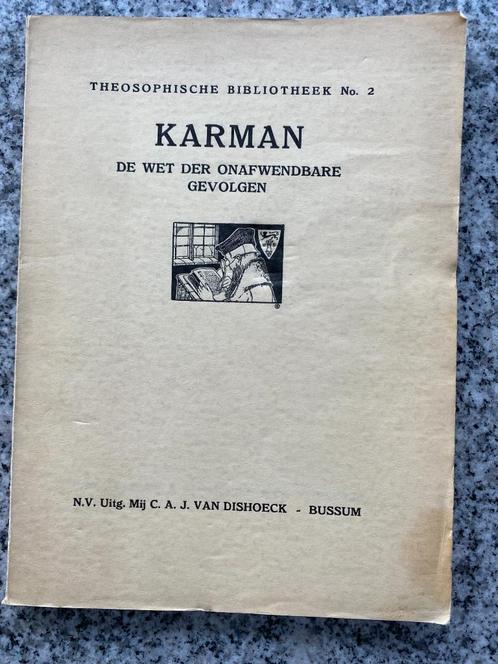 THEOSOPHISCHE BIBLIOTHEEK No. 2
KARMAN
DE WET DER ONAFWENDBARE
GEVOLGEN
N.V. Uitg. Mij C. A. J. VAN DISHOECK - BUSSUM